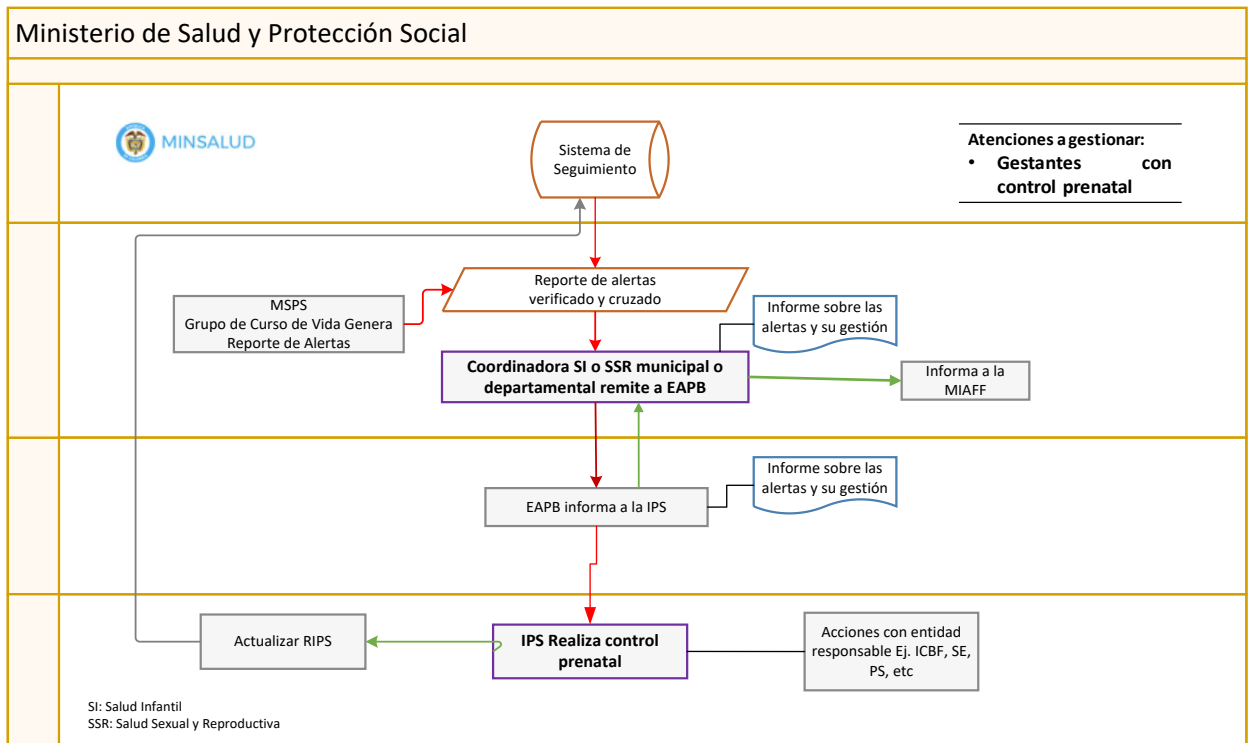 Ministerio de Salud y Protección Social
MINSALUD
Sistema de
Seguimiento
Atenciones a gestionar:
• Gestantes con
control prenatal
Reporte de alertas
verificado y cruzado
MSPS
Grupo de Curso de Vida Genera
Reporte de Alertas
Informe sobre las
alertas y su gestión
Coordinadora SI o SSR municipal o
departamental remite a EAPB
Informa a la
MIAFF
Informe sobre las
alertas y su gestión
EAPB informa a la IPS
Actualizar RIPS
IPS Realiza control
prenatal
Acciones con entidad
responsable Ej. ICBF, SE,
PS, etc
SI: Salud Infantil
SSR: Salud Sexual y Reproductiva